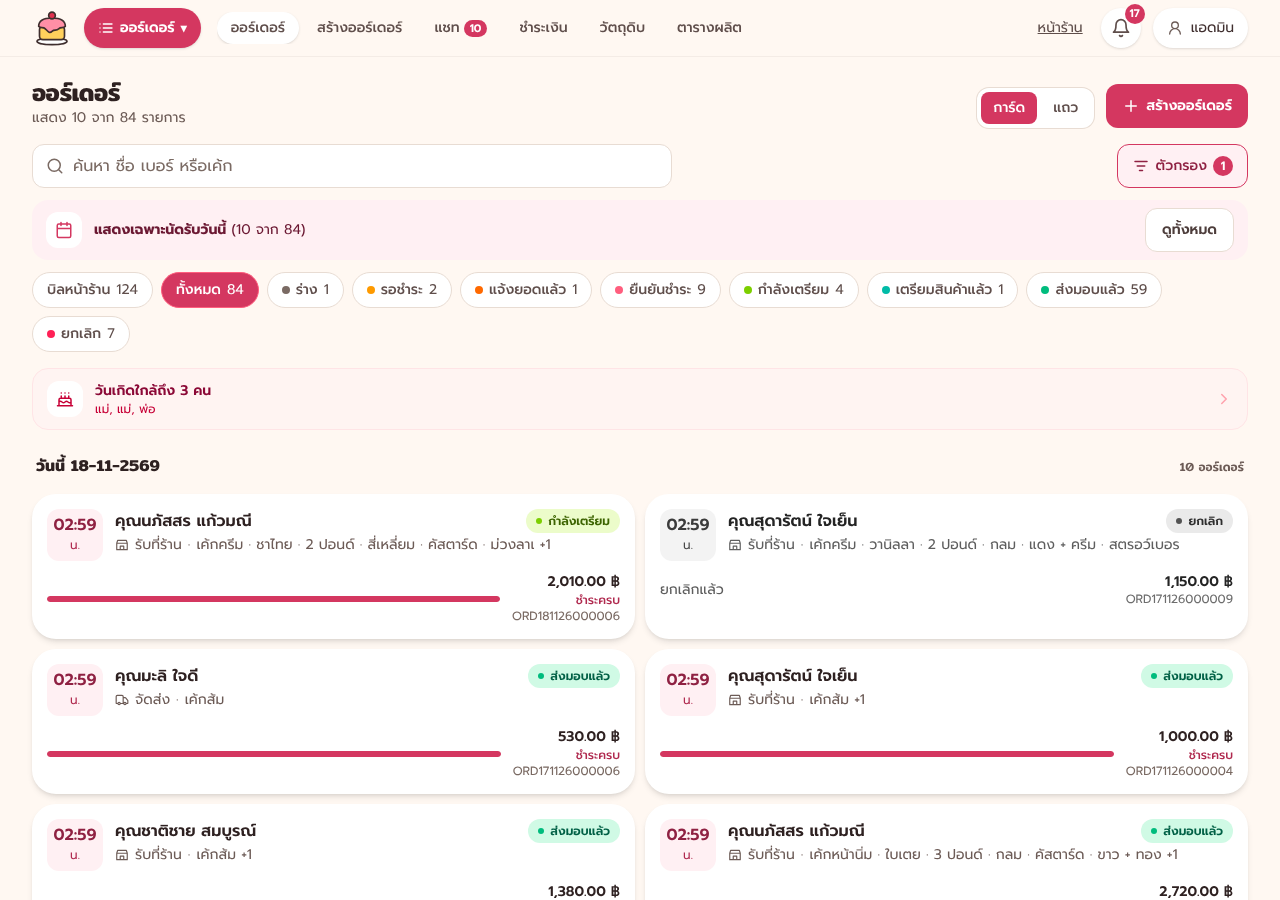 ออร์เดอร์ ▾
ออร์เดอร์
สร้างออร์เดอร์
แชท 10
ชำระเงิน
วัตถุดิบ
ตารางผลิต
หน้าร้าน
17
แอดมิน
ออร์เดอร์
แสดง 10 จาก 84 รายการ
การ์ด
แถว
สร้างออร์เดอร์
ค้นหา ชื่อ เบอร์ หรือเค้ก
ตัวกรอง 1
แสดงเฉพาะนัดรับวันนี้ (10 จาก 84)
ดูทั้งหมด
บิลหน้าร้าน 124
ทั้งหมด 84
ร่าง 1
รอชำระ 2
แจ้งยอดแล้ว 1
ยืนยันชำระ 9
กำลังเตรียม 4
เตรียมสินค้าแล้ว 1
ส่งมอบแล้ว 59
ยกเลิก 7
วันเกิดใกล้ถึง 3 คน
แม่, แม่, พ่อ
วันนี้ 18-11-2569
10 ออร์เดอร์
02:59 น.
คุณนภัสสร แก้วมณี
กำลังเตรียม
รับที่ร้าน · เค้กครีม · ชาไทย · 2 ปอนด์ · สี่เหลี่ยม · คัสตาร์ด · ม่วงลาเ +1
2,010.00 ฿
ชำระครบ
ORD181126000006
02:59 น.
คุณสุดารัตน์ ใจเย็น
ยกเลิก
รับที่ร้าน · เค้กครีม · วานิลลา · 2 ปอนด์ · กลม · แดง + ครีม · สตรอว์เบอร
ยกเลิกแล้ว
1,150.00 ฿
ORD171126000009
02:59 น.
คุณมะลิ ใจดี
ส่งมอบแล้ว
จัดส่ง · เค้กส้ม
530.00 ฿
ชำระครบ
ORD171126000006
02:59 น.
คุณสุดารัตน์ ใจเย็น
ส่งมอบแล้ว
รับที่ร้าน · เค้กส้ม +1
1,000.00 ฿
ชำระครบ
ORD171126000004
02:59 น.
คุณชาติชาย สมบูรณ์
ส่งมอบแล้ว
รับที่ร้าน · เค้กส้ม +1
1,380.00 ฿
02:59 น.
คุณนภัสสร แก้วมณี
ส่งมอบแล้ว
รับที่ร้าน · เค้กหน้านิ่ม · ใบเตย · 3 ปอนด์ · กลม · คัสตาร์ด · ขาว + ทอง +1
2,720.00 ฿